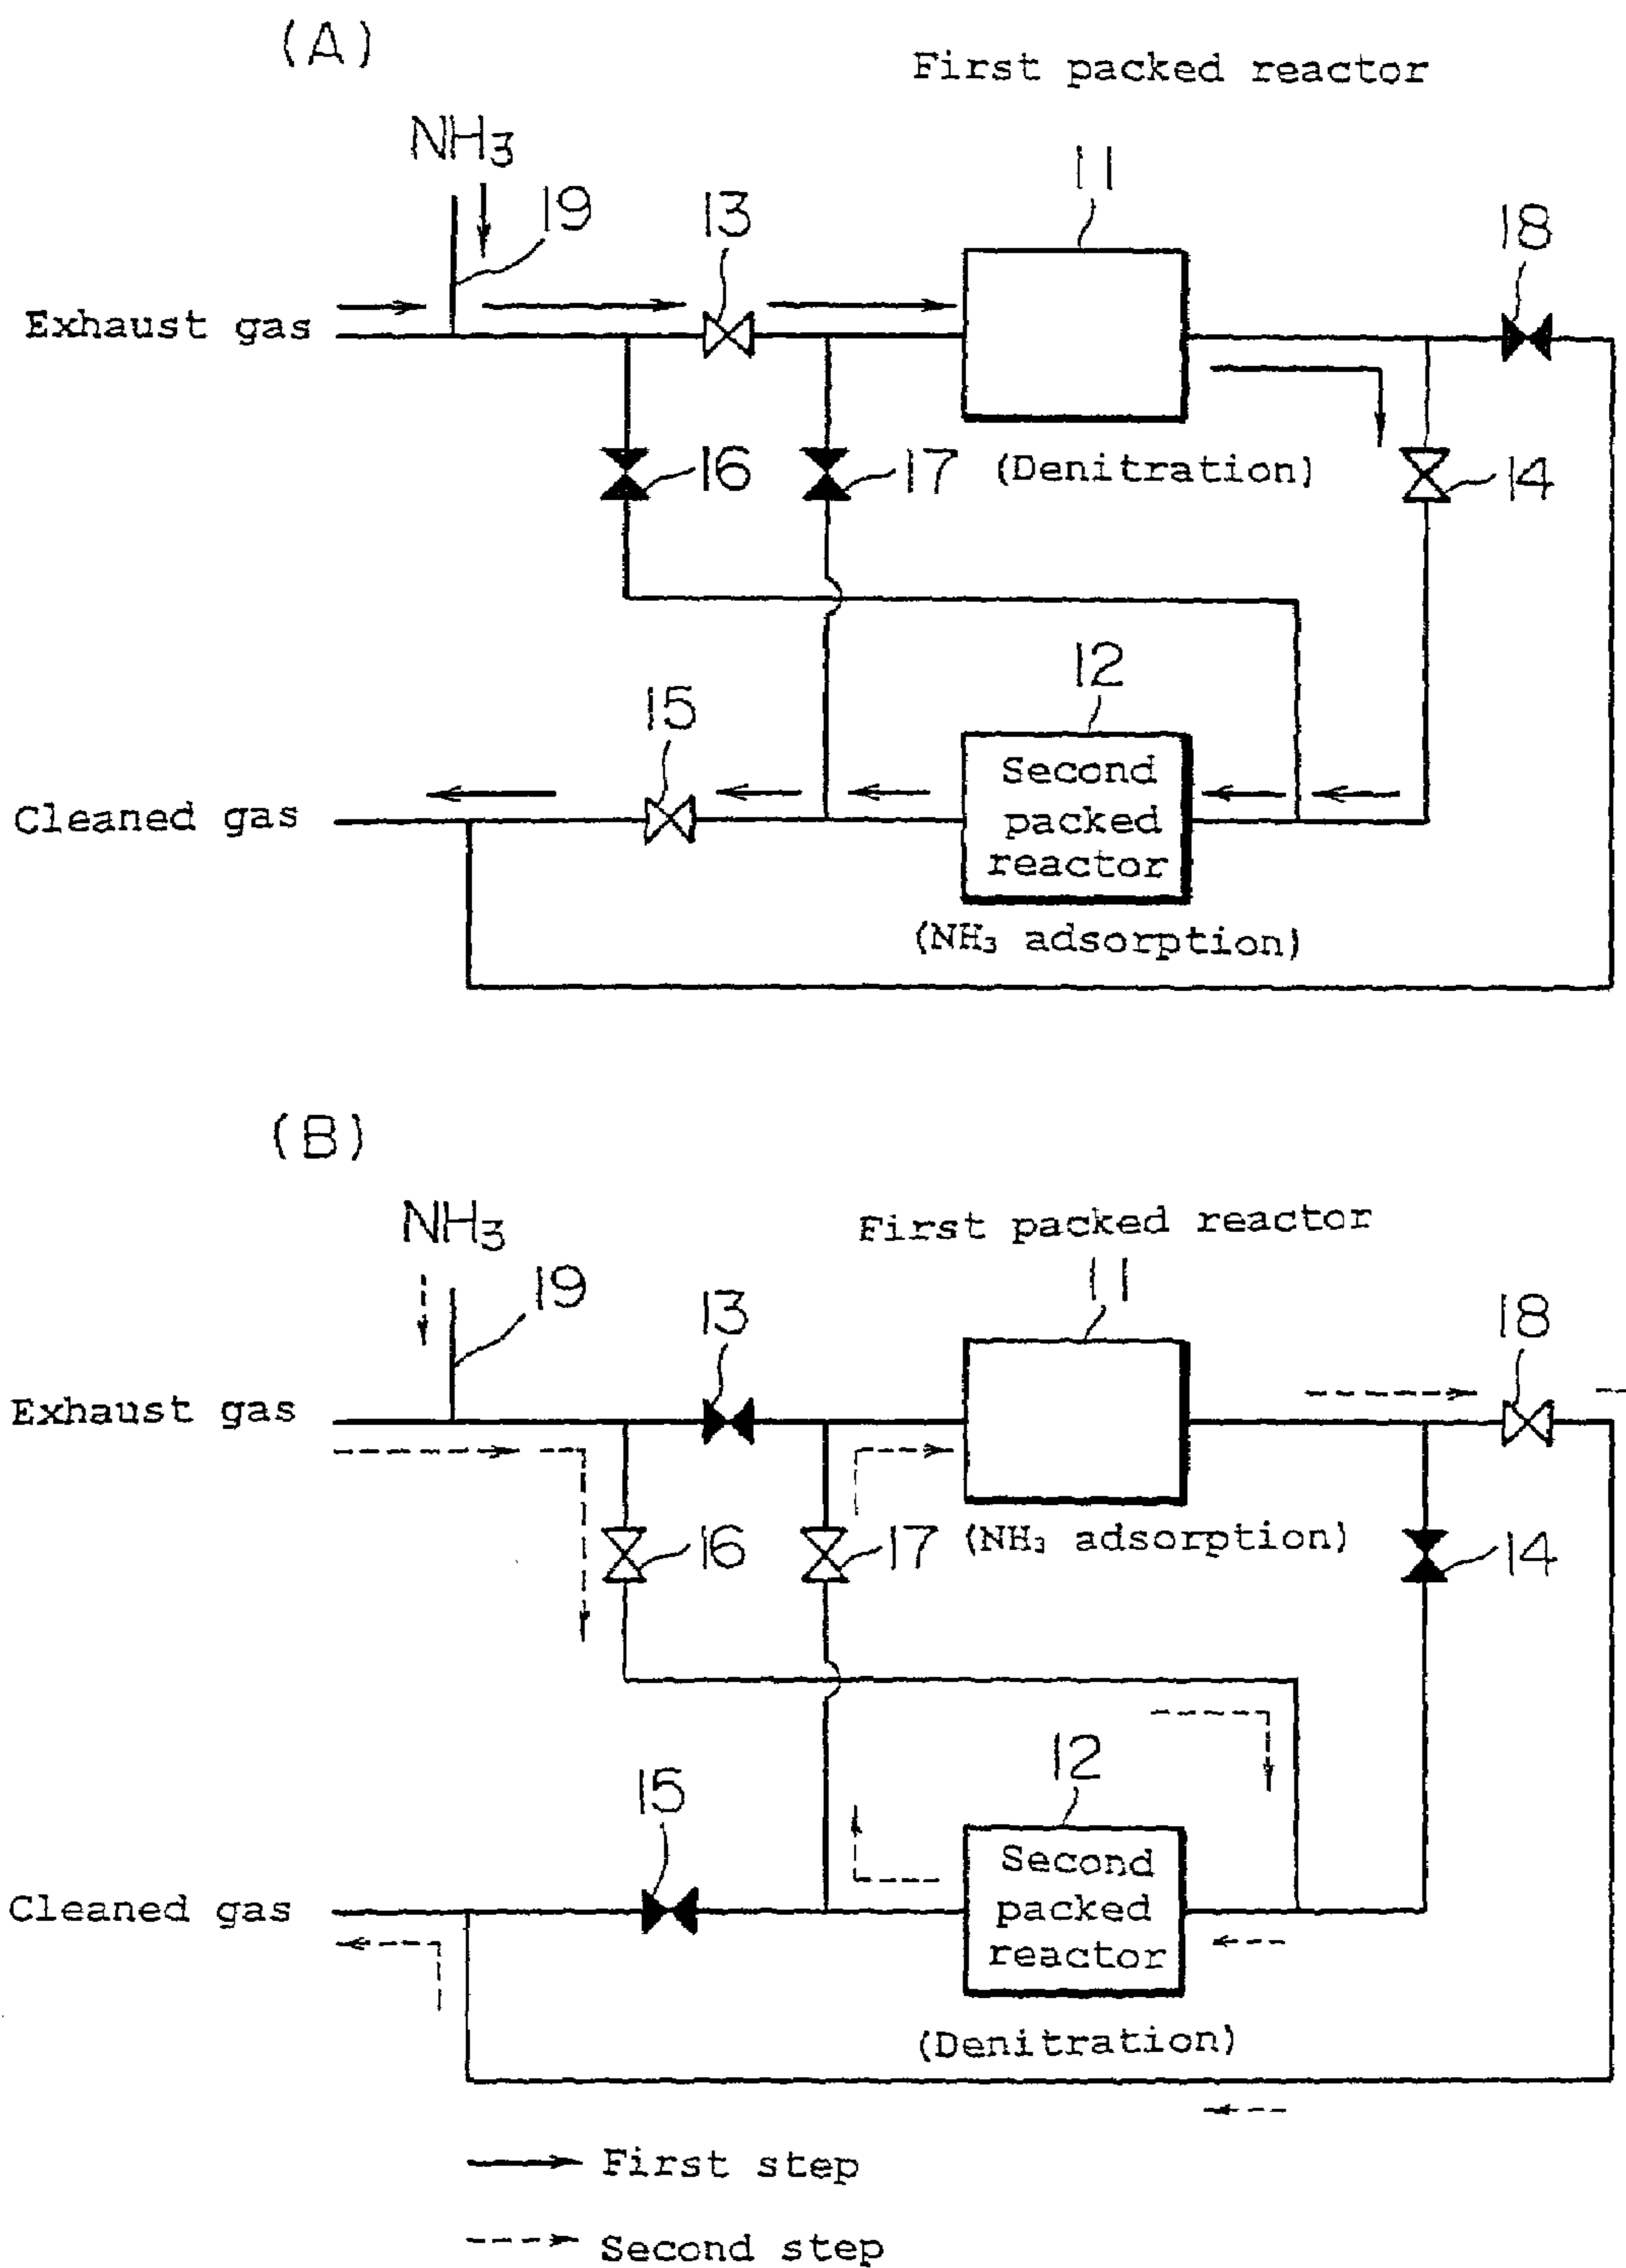 (A)
First packed reactor
NH3
11
19
13
18
Exhaust gas
16
17
(Denitration)
14
12
15
Second
packed
reactor
Cleaned gas
(NH3 adsorption)
(B)
NH3
First packed reactor
11
19
13
18
Exhaust gas
16
17
(NH3 adsorption)
14
12
15
Second
packed
reactor
Cleaned gas
(Denitration)
First step
Second step